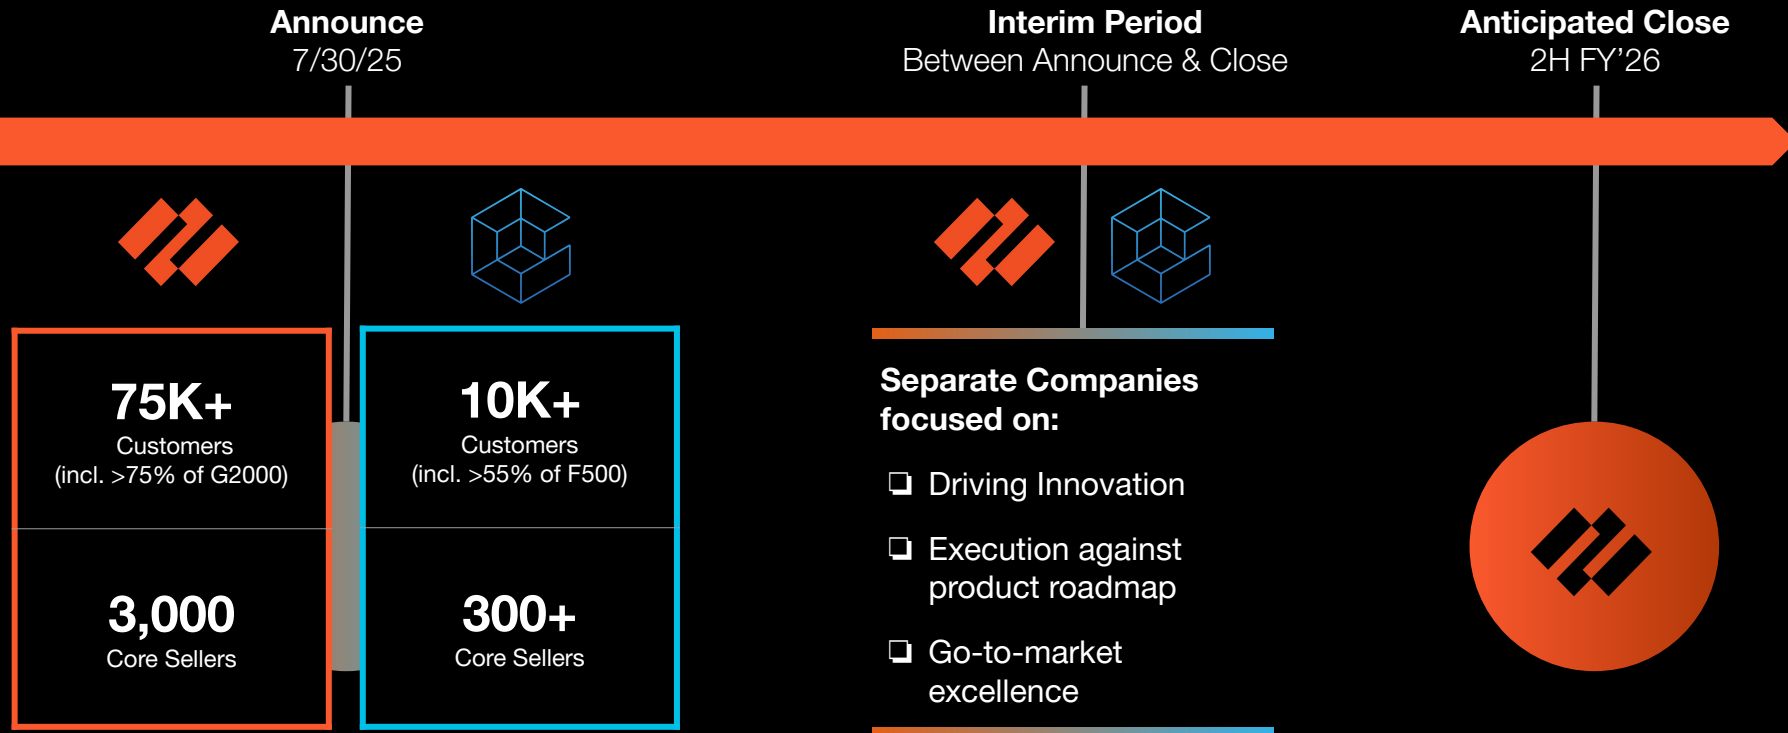 Announce
7/30/25
Interim Period
Between Announce & Close
Anticipated Close
2H FY’26
75K+
Customers
(incl. >75% of G2000)
3,000
Core Sellers
10K+
Customers
(incl. >55% of F500)
300+
Core Sellers
Separate Companies
focused on:
❏ Driving Innovation
❏ Execution against
product roadmap
❏ Go-to-market
excellence